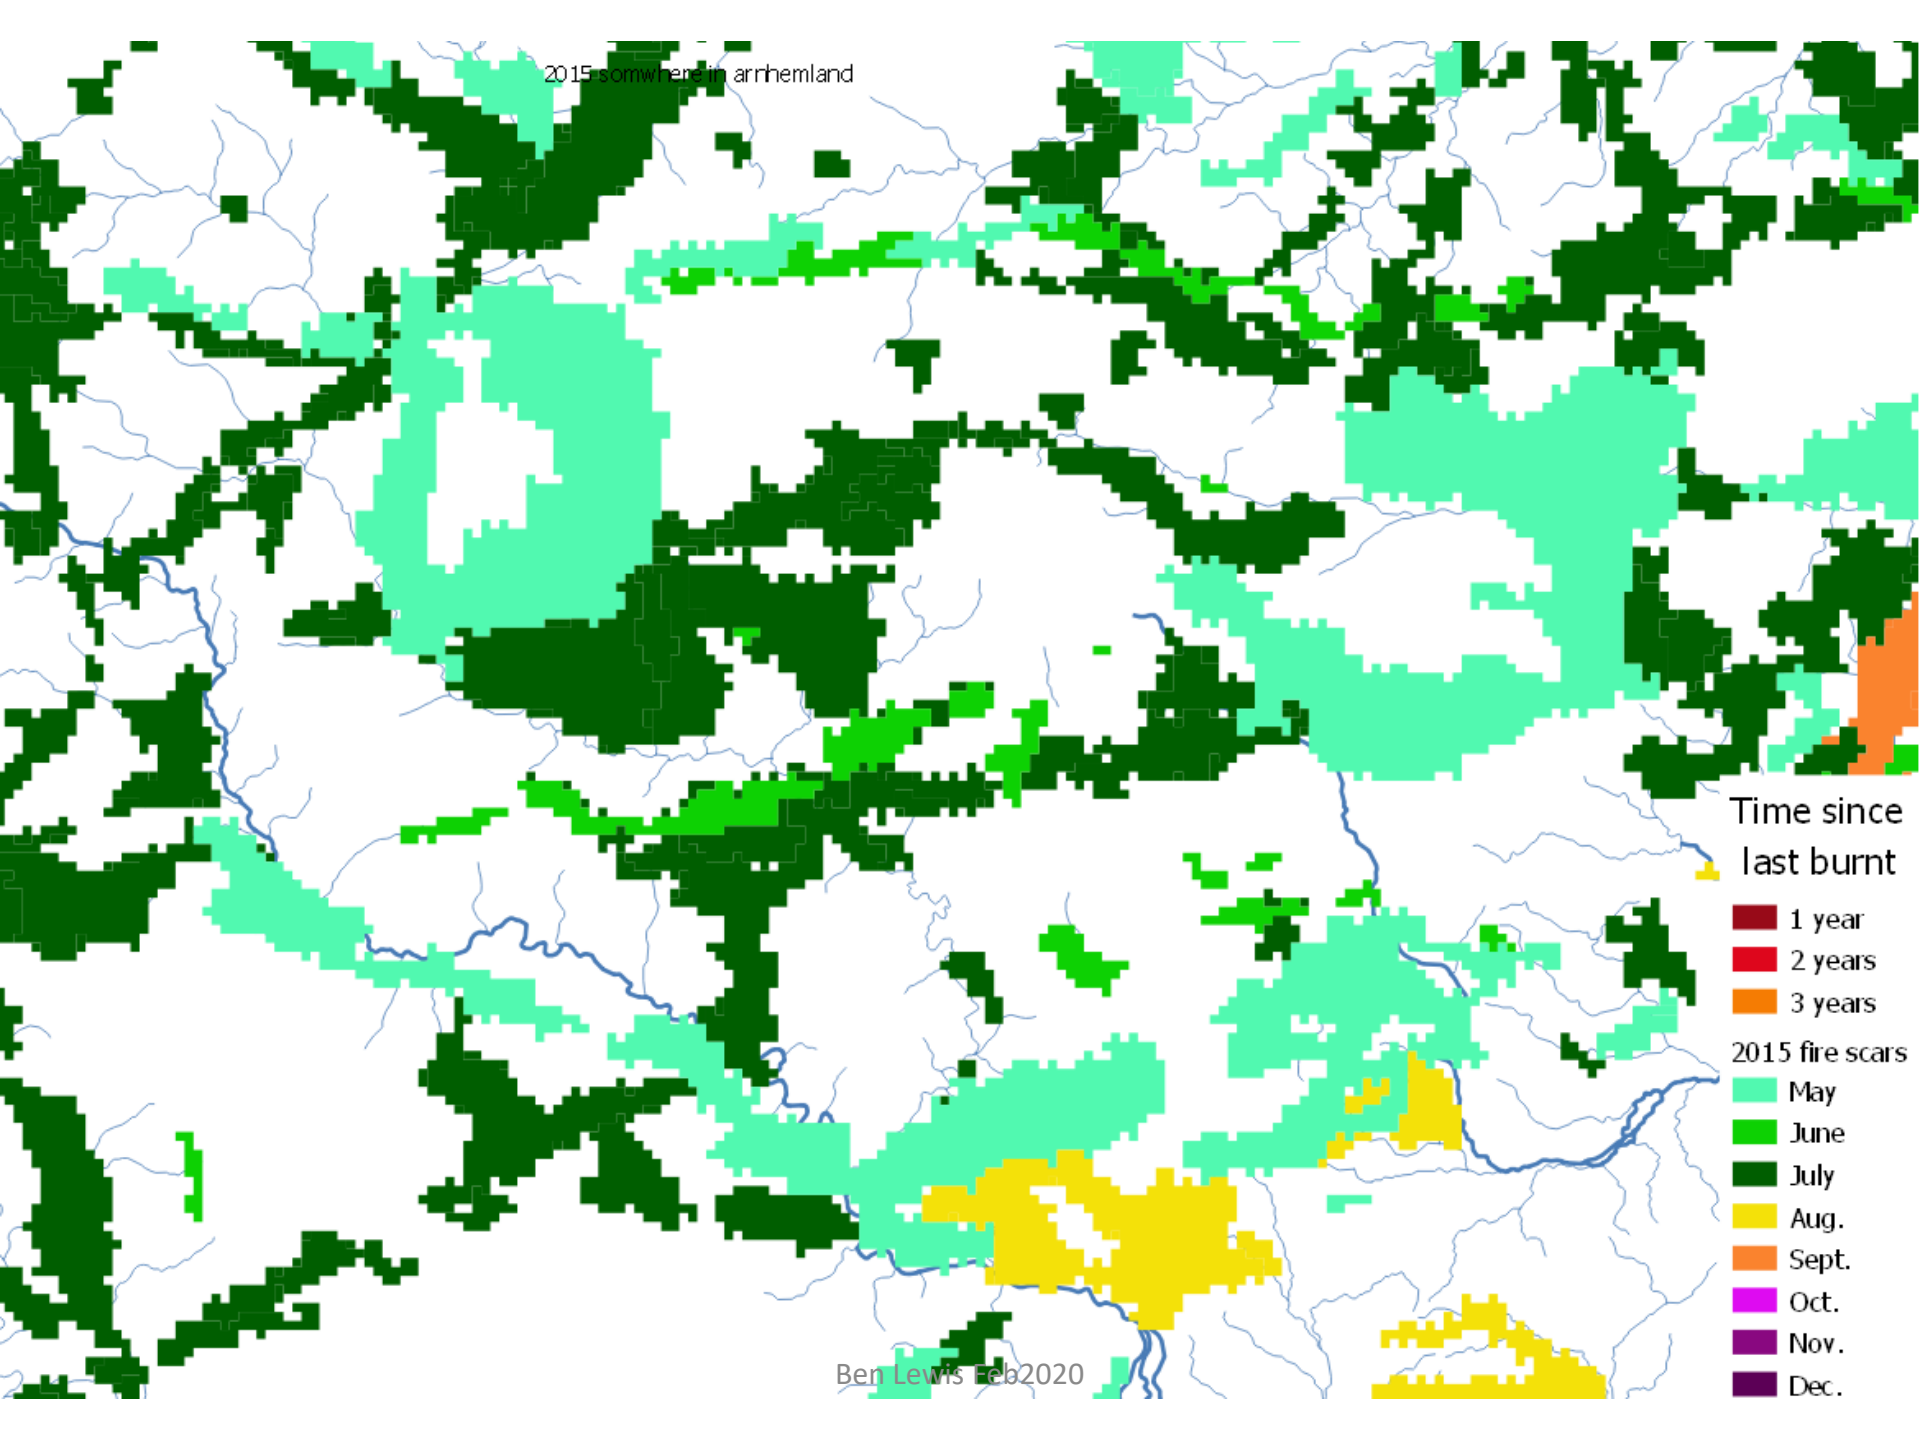 2015 somwhere in arrhemland
Time since
last burnt
1 year
2 years
3 years
2015 fire scars
May
June
July
Aug.
Sept.
Oct.
Nov.
Dec.
Ben Lewis Feb2020